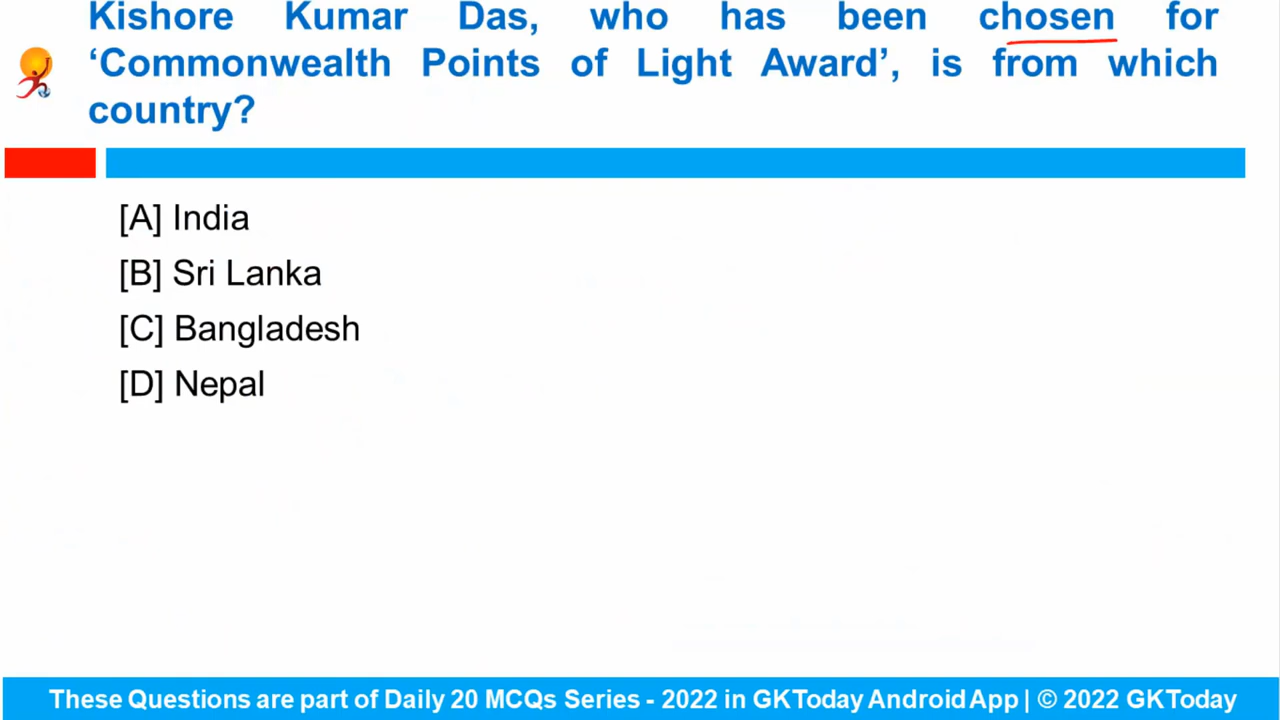 Kishore Kumar Das, who has been chosen for
‘Commonwealth Points of Light Award’, is from which
country?
[A] India
[B] Sri Lanka
[C] Bangladesh
[D] Nepal
These Questions are part of Daily 20 MCQs Series - 2022 in GKToday Android App | © 2022 GKToday